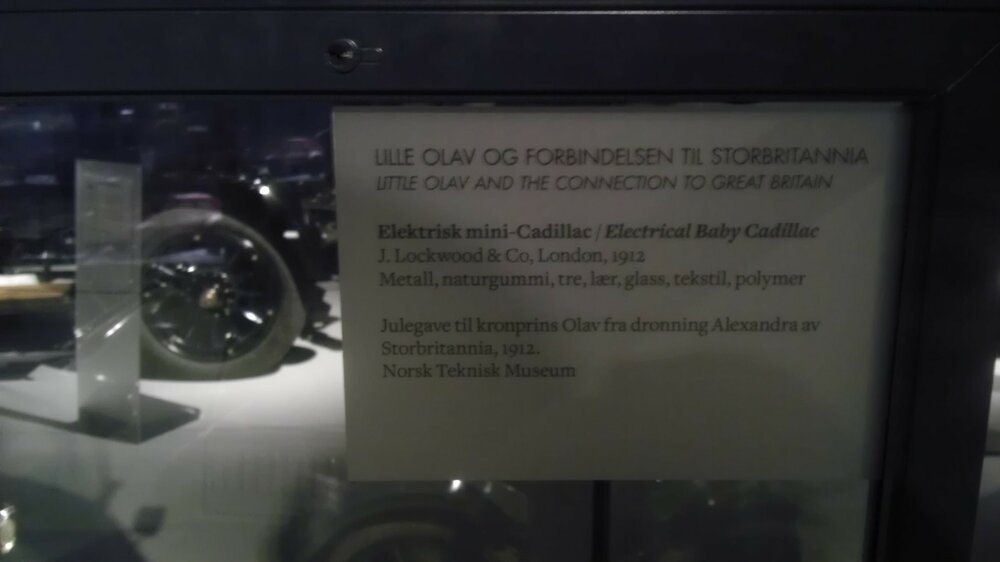 LILLE OLAV OG FORBINDELSEN TIL STORBRITANNIA
LITTLE OLAV AND THE CONNECTION TO GREAT BRITAIN
Elektrisk mini-Cadillac / Electrical Baby Cadillac
J. Lockwood & Co, London, 1912
Metall, naturgummi, tre, lær, glass, tekstil, polymer
Julegave til kronprins Olav fra dronning Alexandra av
Storbritannia, 1912.
Norsk Teknisk Museum